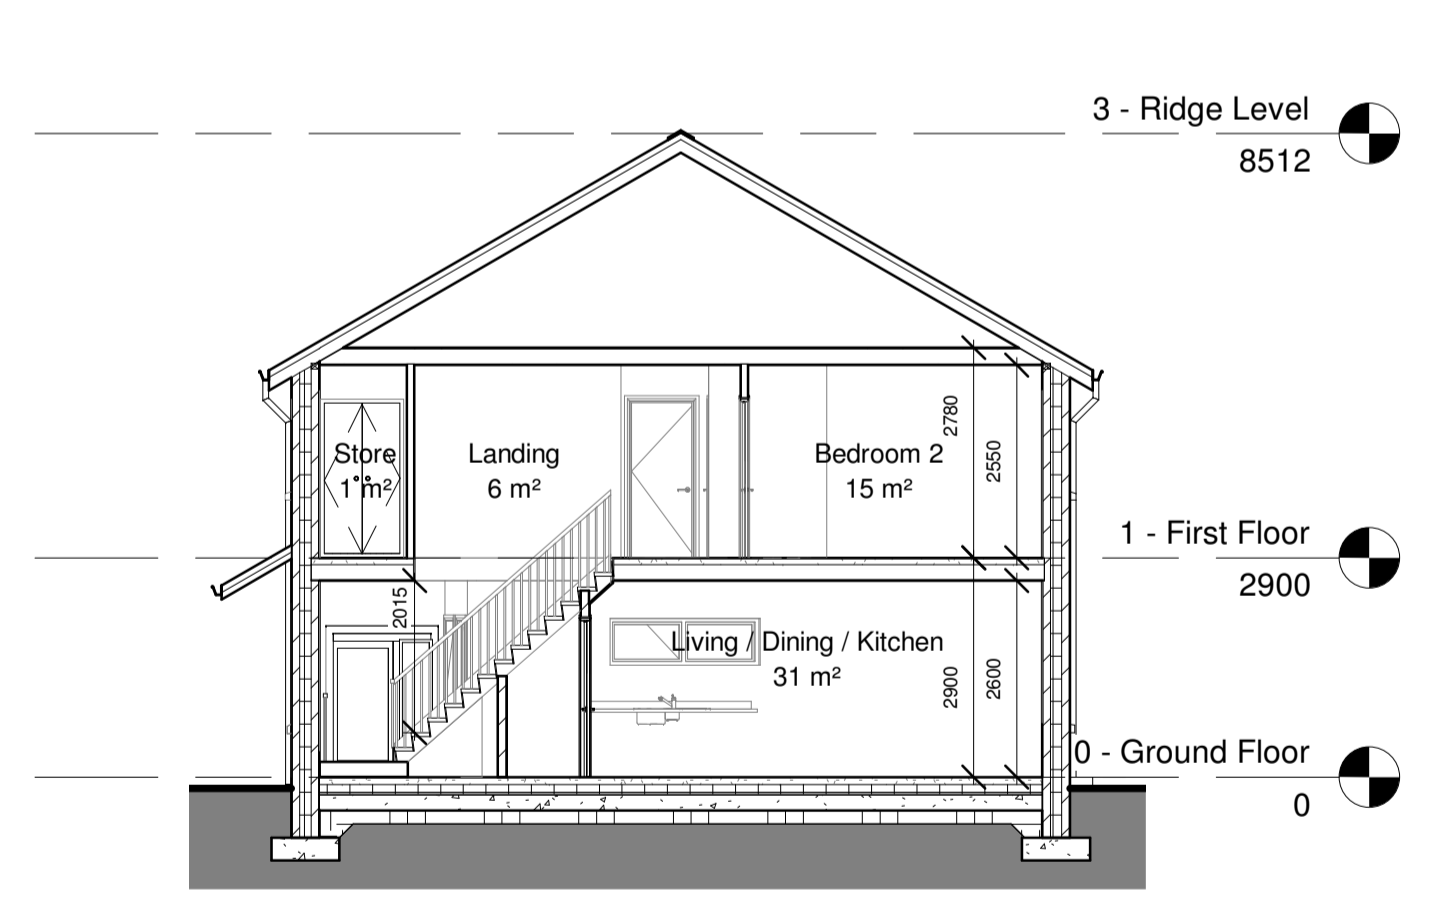 3 - Ridge Level
8512
2780
2550
Store
1 m²
Landing
6 m²
Bedroom 2
15 m²
1 - First Floor
2900
2015
Living / Dining / Kitchen
31 m²
2900
2600
0 - Ground Floor
0